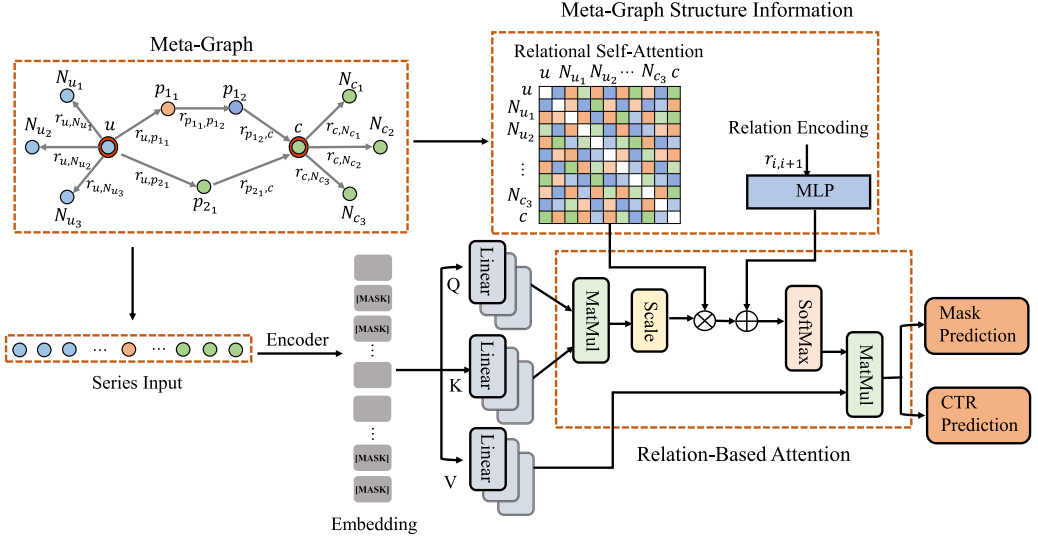 Meta-Graph Structure Information
Meta-Graph
Relational Self-Attention
u N_{u_1} N_{u_2} ⋯ N_{c_3} c
u
N_{u_1}
N_{u_2}
⋮
N_{c_3}
c
Relation Encoding
r_{i,i+1}
MLP
N_{u_1}
p_{1_1}
p_{1_2}
N_{c_1}
r_{u,N_{u_1}}
u
r_{u,p_{1_1}}
r_{p_{1_1},p_{1_2}}
r_{p_{1_2},c}
c
r_{c,N_{c_1}}
N_{u_2}
N_{c_2}
r_{u,N_{u_2}}
r_{c,N_{c_2}}
r_{u,N_{u_3}}
r_{u,p_{2_1}}
r_{p_{2_1},c}
r_{c,N_{c_3}}
N_{u_3}
p_{2_1}
N_{c_3}
⋯ ⋯
Series Input
Encoder
[MASK]
[MASK]
⋮
⋮
[MASK]
[MASK]
Embedding
Q
Linear
K
Linear
V
Linear
MatMul
Scale
SoftMax
MatMul
Relation-Based Attention
Mask
Prediction
CTR
Prediction